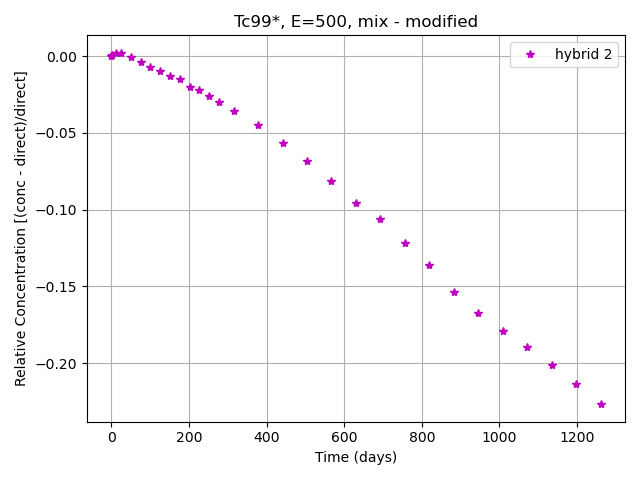 Tc99*, E=500, mix - modified
hybrid 2
Relative Concentration [(conc - direct)/direct]
0.00
−0.05
−0.10
−0.15
−0.20
0 200 400 600 800 1000 1200
Time (days)